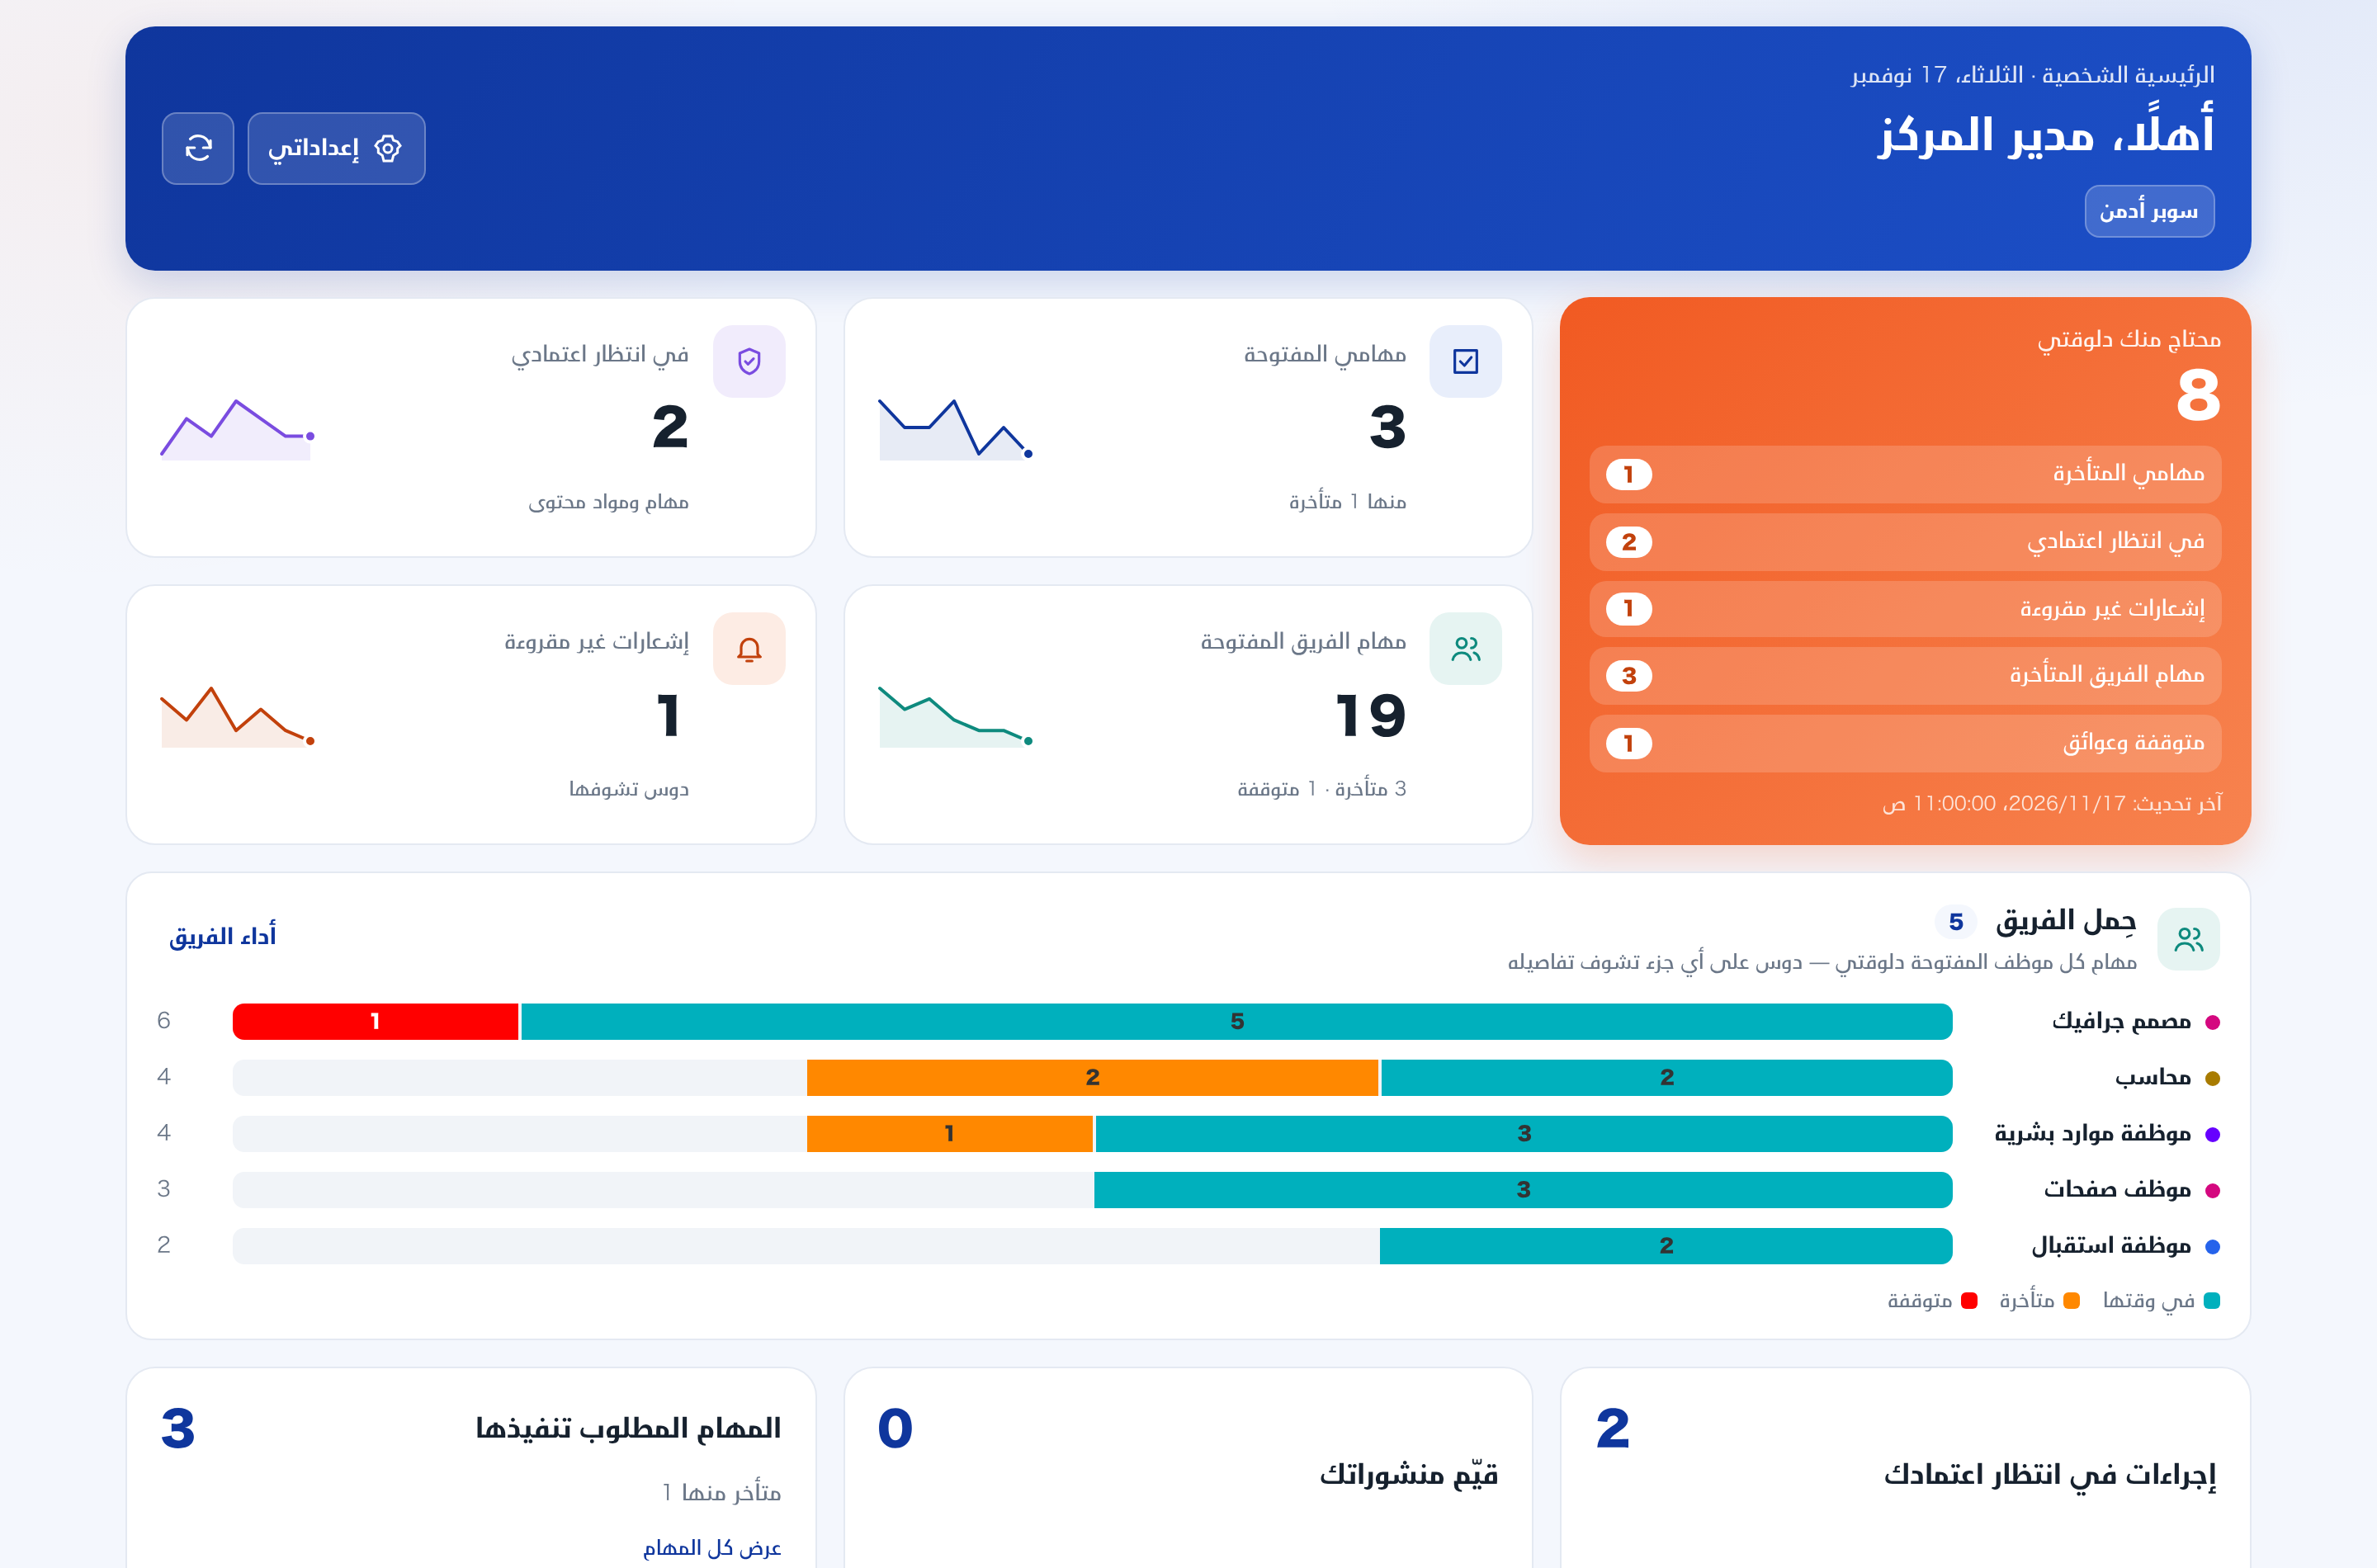 الرئيسية الشخصية · الثلاثاء، 17 نوفمبر
أهلًا، مدير المركز
سوبر أدمن
إعداداتي
محتاج منك دلوقتي
8
مهامي المتأخرة 1
في انتظار اعتمادي 2
إشعارات غير مقروءة 1
مهام الفريق المتأخرة 3
متوقفة وعوائق 1
آخر تحديث: 17‏/11‏/2026، 11:00:00 ص
مهامي المفتوحة
3
منها 1 متأخرة
في انتظار اعتمادي
2
مهام ومواد محتوى
مهام الفريق المفتوحة
19
3 متأخرة · 1 متوقفة
إشعارات غير مقروءة
1
دوس تشوفها
حِمل الفريق 5
مهام كل موظف المفتوحة دلوقتي — دوس على أي جزء تشوف تفاصيله
أداء الفريق
مصمم جرافيك 5 1 6
محاسب 2 2 4
موظفة موارد بشرية 3 1 4
موظف صفحات 3 3
موظفة استقبال 2 2
في وقتها متأخرة متوقفة
إجراءات في انتظار اعتمادك
2
قيّم منشوراتك
0
المهام المطلوب تنفيذها
3
متأخر منها 1
عرض كل المهام